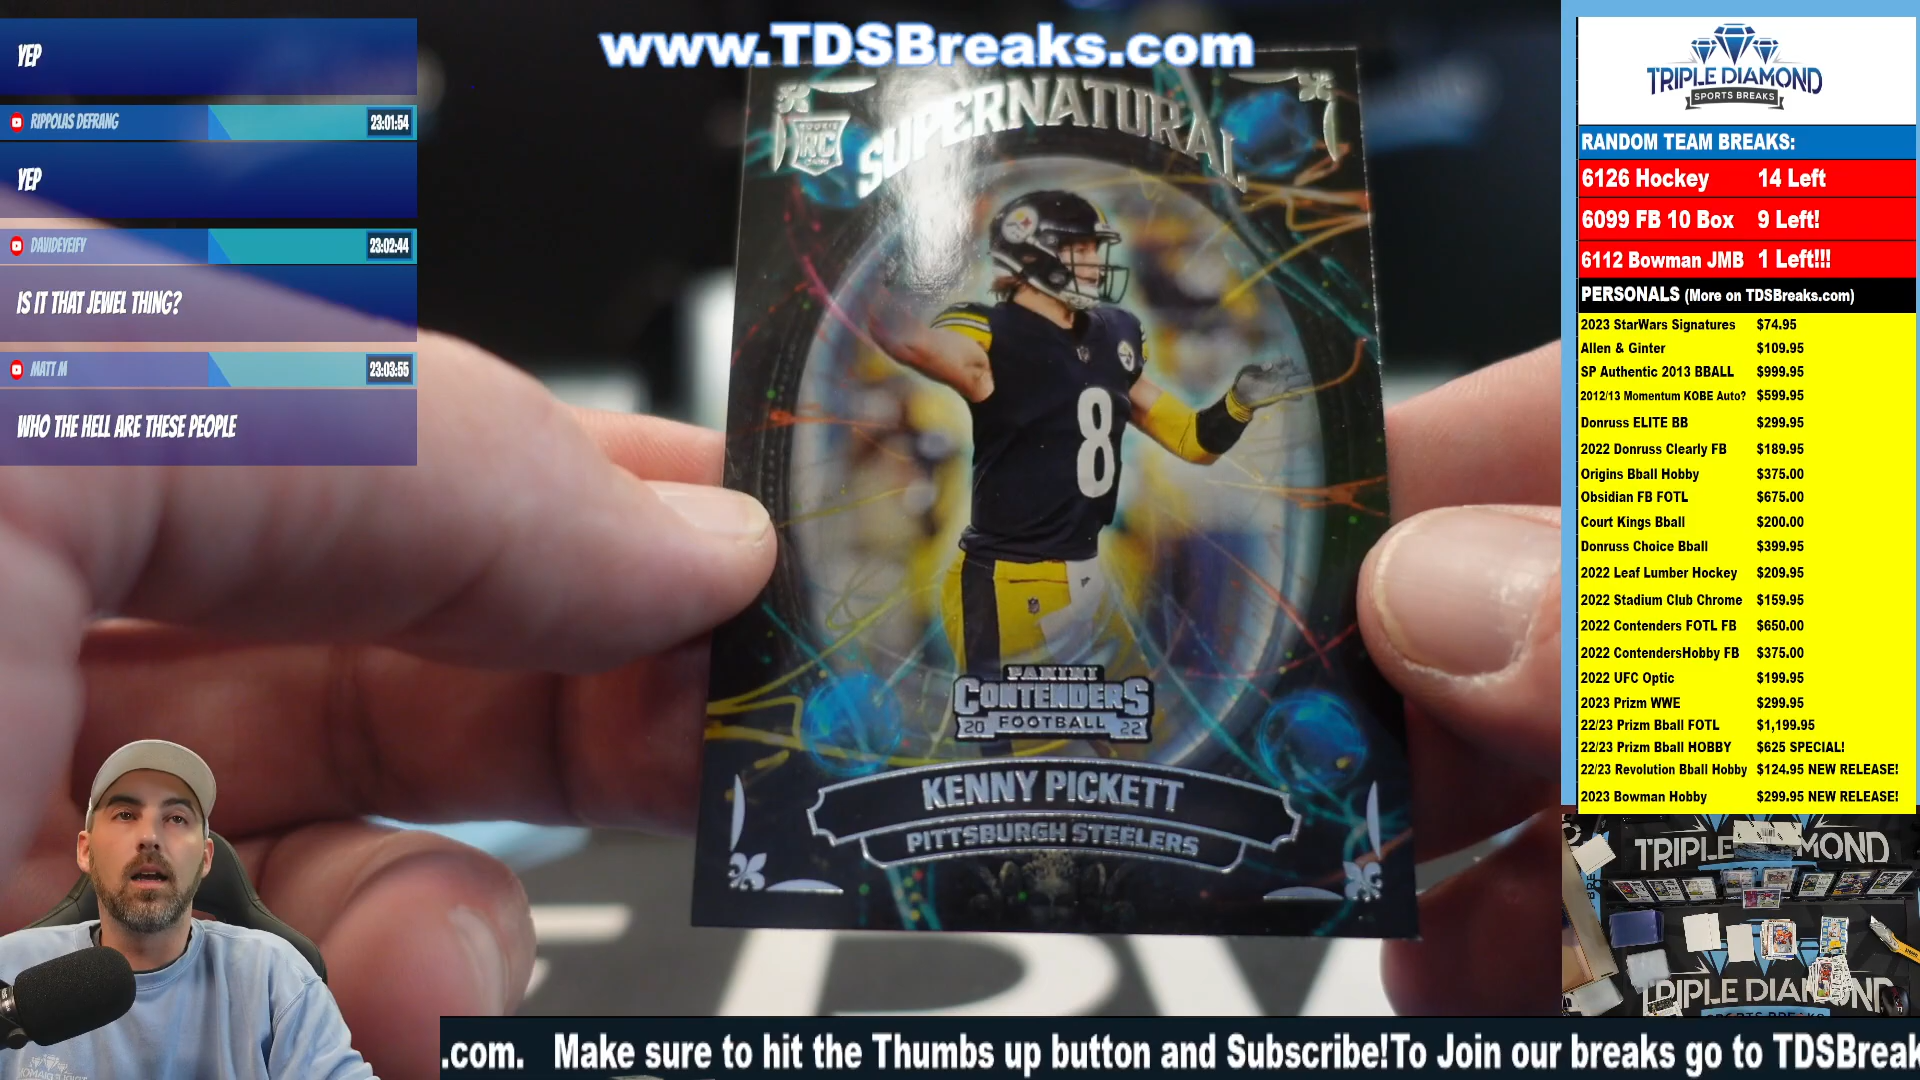 YEP
RIPPOLAS DEFRANG 23:01:54
YEP
DAVIDEYEIFY 23:02:44
IS IT THAT JEWEL THING?
MATT M 23:03:55
WHO THE HELL ARE THESE PEOPLE
www.TDSBreaks.com
ROOKIE
RC
CARD
SUPERNATURAL
8
PANINI
CONTENDERS
20 FOOTBALL 22
KENNY PICKETT
PITTSBURGH STEELERS
TRIPLE DIAMOND
SPORTS BREAKS
RANDOM TEAM BREAKS:
6126 Hockey 14 Left
6099 FB 10 Box 9 Left!
6112 Bowman JMB 1 Left!!!
PERSONALS (More on TDSBreaks.com)
2023 StarWars Signatures $74.95
Allen & Ginter $109.95
SP Authentic 2013 BBALL $999.95
2012/13 Momentum KOBE Auto? $599.95
Donruss ELITE BB $299.95
2022 Donruss Clearly FB $189.95
Origins Bball Hobby $375.00
Obsidian FB FOTL $675.00
Court Kings Bball $200.00
Donruss Choice Bball $399.95
2022 Leaf Lumber Hockey $209.95
2022 Stadium Club Chrome $159.95
2022 Contenders FOTL FB $650.00
2022 ContendersHobby FB $375.00
2022 UFC Optic $199.95
2023 Prizm WWE $299.95
22/23 Prizm Bball FOTL $1,199.95
22/23 Prizm Bball HOBBY $625 SPECIAL!
22/23 Revolution Bball Hobby $124.95 NEW RELEASE!
2023 Bowman Hobby $299.95 NEW RELEASE!
.com. Make sure to hit the Thumbs up button and Subscribe!To Join our breaks go to TDSBreak